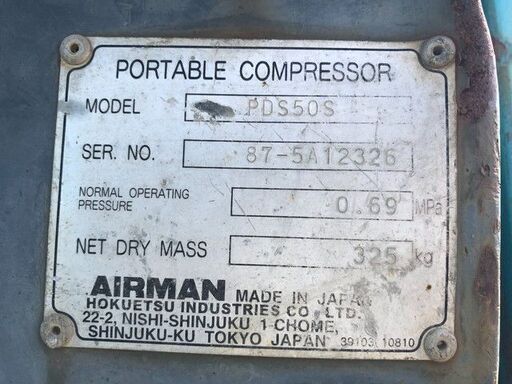 PORTABLE COMPRESSOR
MODEL PDS50S
SER. NO. 87-5A12326
NORMAL OPERATING PRESSURE 0.69 MPa
NET DRY MASS 325 kg
AIRMAN MADE IN JAPAN
HOKUETSU INDUSTRIES CO., LTD.
22-2, NISHI-SHINJUKU 1-CHOME,
SHINJUKU-KU TOKYO JAPAN 39103 10810